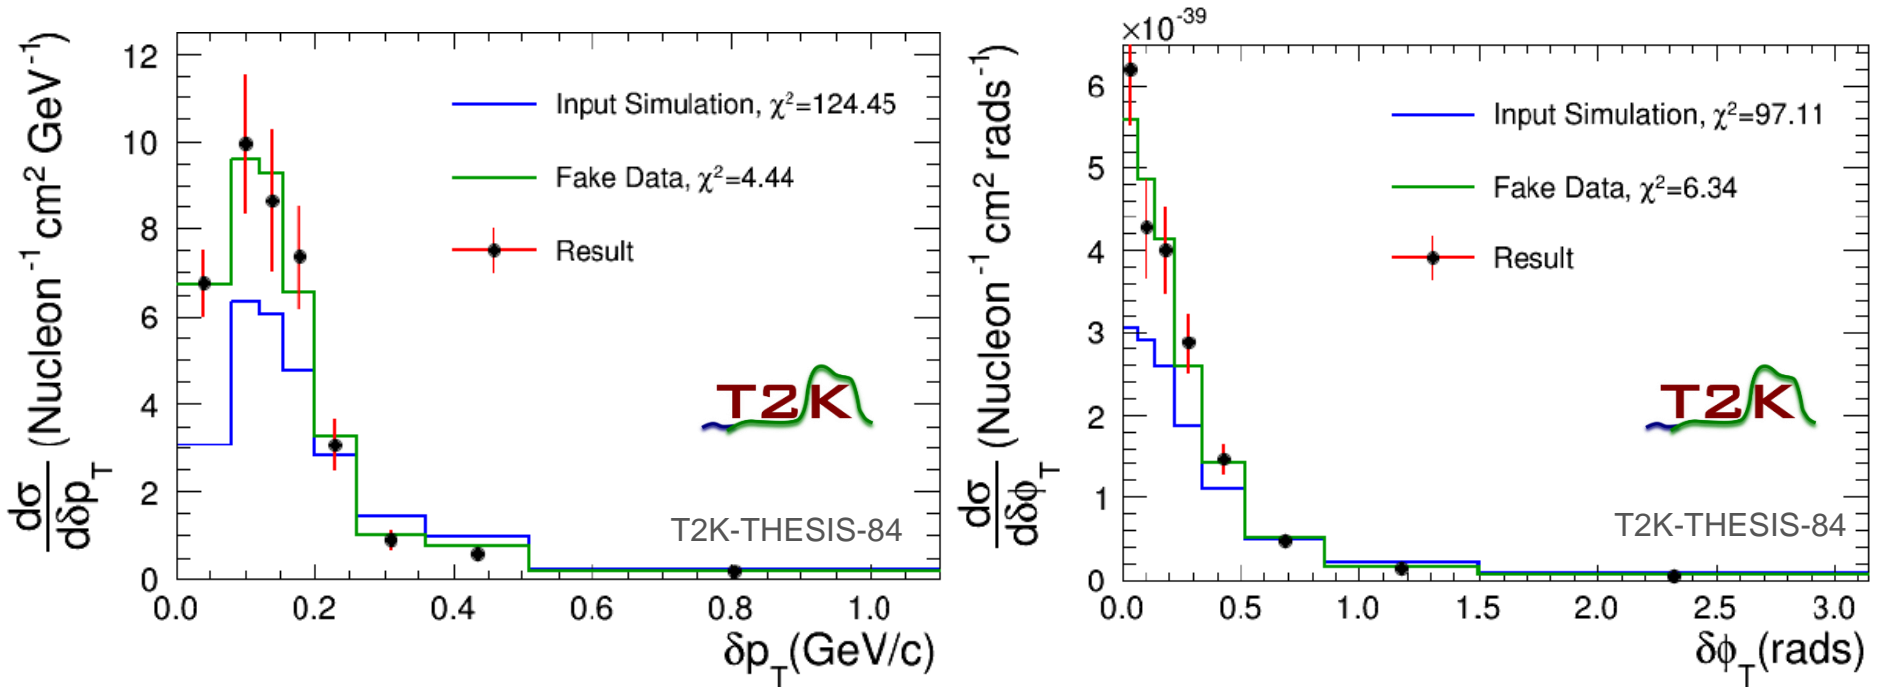 dσ/dδp_T (Nucleon⁻¹ cm² GeV⁻¹)
12
10
8
6
4
2
0
0.0 0.2 0.4 0.6 0.8 1.0
δp_T(GeV/c)
Input Simulation, χ²=124.45
Fake Data, χ²=4.44
Result
T2K
T2K-THESIS-84
×10⁻³⁹
dσ/dδϕ_T (Nucleon⁻¹ cm² rads⁻¹)
6
5
4
3
2
1
0
0.0 0.5 1.0 1.5 2.0 2.5 3.0
δϕ_T(rads)
Input Simulation, χ²=97.11
Fake Data, χ²=6.34
Result
T2K
T2K-THESIS-84